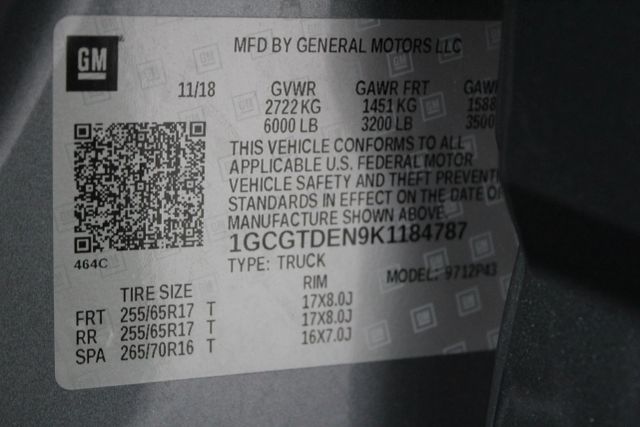 GM
MFD BY GENERAL MOTORS LLC
11/18 GVWR GAWR FRT GAWR
2722 KG 1451 KG 1588
6000 LB 3200 LB 3500
THIS VEHICLE CONFORMS TO ALL
APPLICABLE U.S. FEDERAL MOTOR
VEHICLE SAFETY AND THEFT PREVENTI
STANDARDS IN EFFECT ON THE DATE OF
MANUFACTURE SHOWN ABOVE.
1GCGTDEN9K1184787
464C TYPE: TRUCK MODEL: 9712P43
TIRE SIZE RIM
FRT 255/65R17 T 17X8.0J
RR 255/65R17 T 17X8.0J
SPA 265/70R16 T 16X7.0J